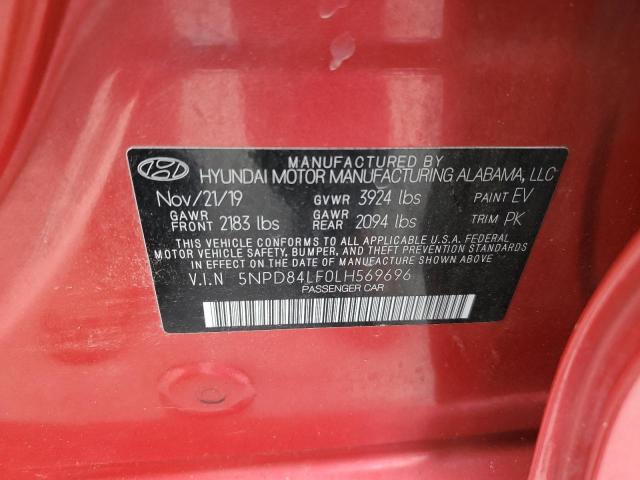 MANUFACTURED BY
HYUNDAI MOTOR MANUFACTURING ALABAMA, LLC
Nov/21/19 GVWR 3924 lbs PAINT EV
GAWR FRONT 2183 lbs GAWR REAR 2094 lbs TRIM PK
THIS VEHICLE CONFORMS TO ALL APPLICABLE U.S.A. FEDERAL
MOTOR VEHICLE SAFETY, BUMPER, AND THEFT PREVENTION STANDARDS
IN EFFECT ON THE DATE OF MANUFACTURE SHOWN ABOVE.
V.I.N 5NPD84LF0LH569696
PASSENGER CAR